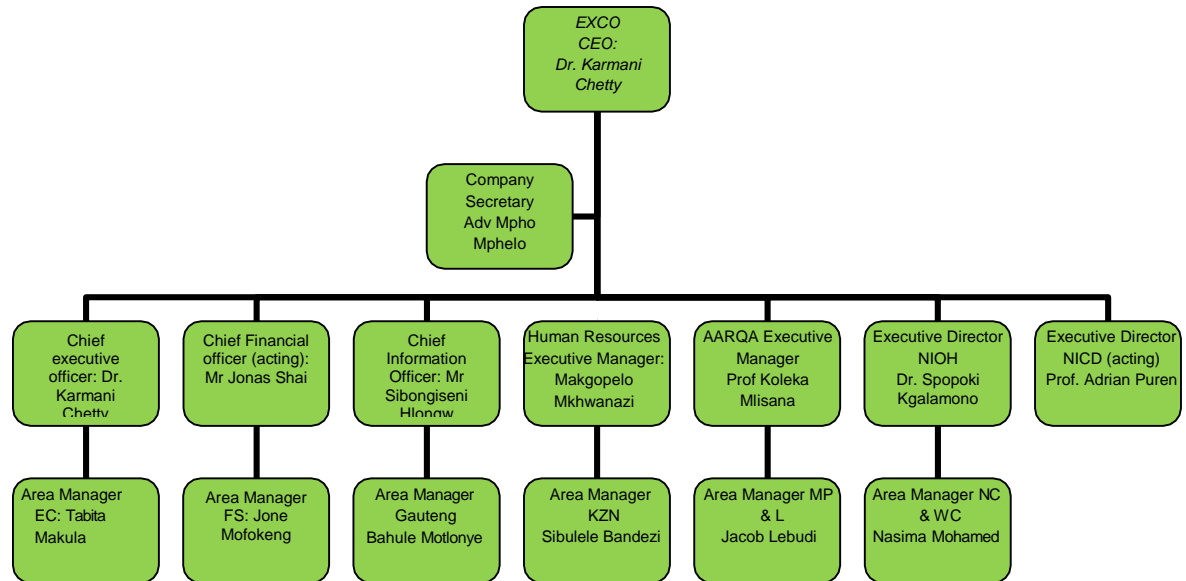 EXCO
CEO:
Dr. Karmani
Chetty
Company
Secretary
Adv Mpho
Mphelo
Chief
executive
officer: Dr.
Karmani
Chetty
Chief Financial
officer (acting):
Mr Jonas Shai
Chief
Information
Officer: Mr
Sibongiseni
Hlongw
Human Resources
Executive Manager:
Makgopelo
Mkhwanazi
AARQA Executive
Manager
Prof Koleka
Mlisana
Executive Director
NIOH
Dr. Spopoki
Kgalamono
Executive Director
NICD (acting)
Prof. Adrian Puren
Area Manager
EC: Tabita
Makula
Area Manager
FS: Jone
Mofokeng
Area Manager
Gauteng
Bahule Motlonye
Area Manager
KZN
Sibulele Bandezi
Area Manager MP
& L
Jacob Lebudi
Area Manager NC
& WC
Nasima Mohamed